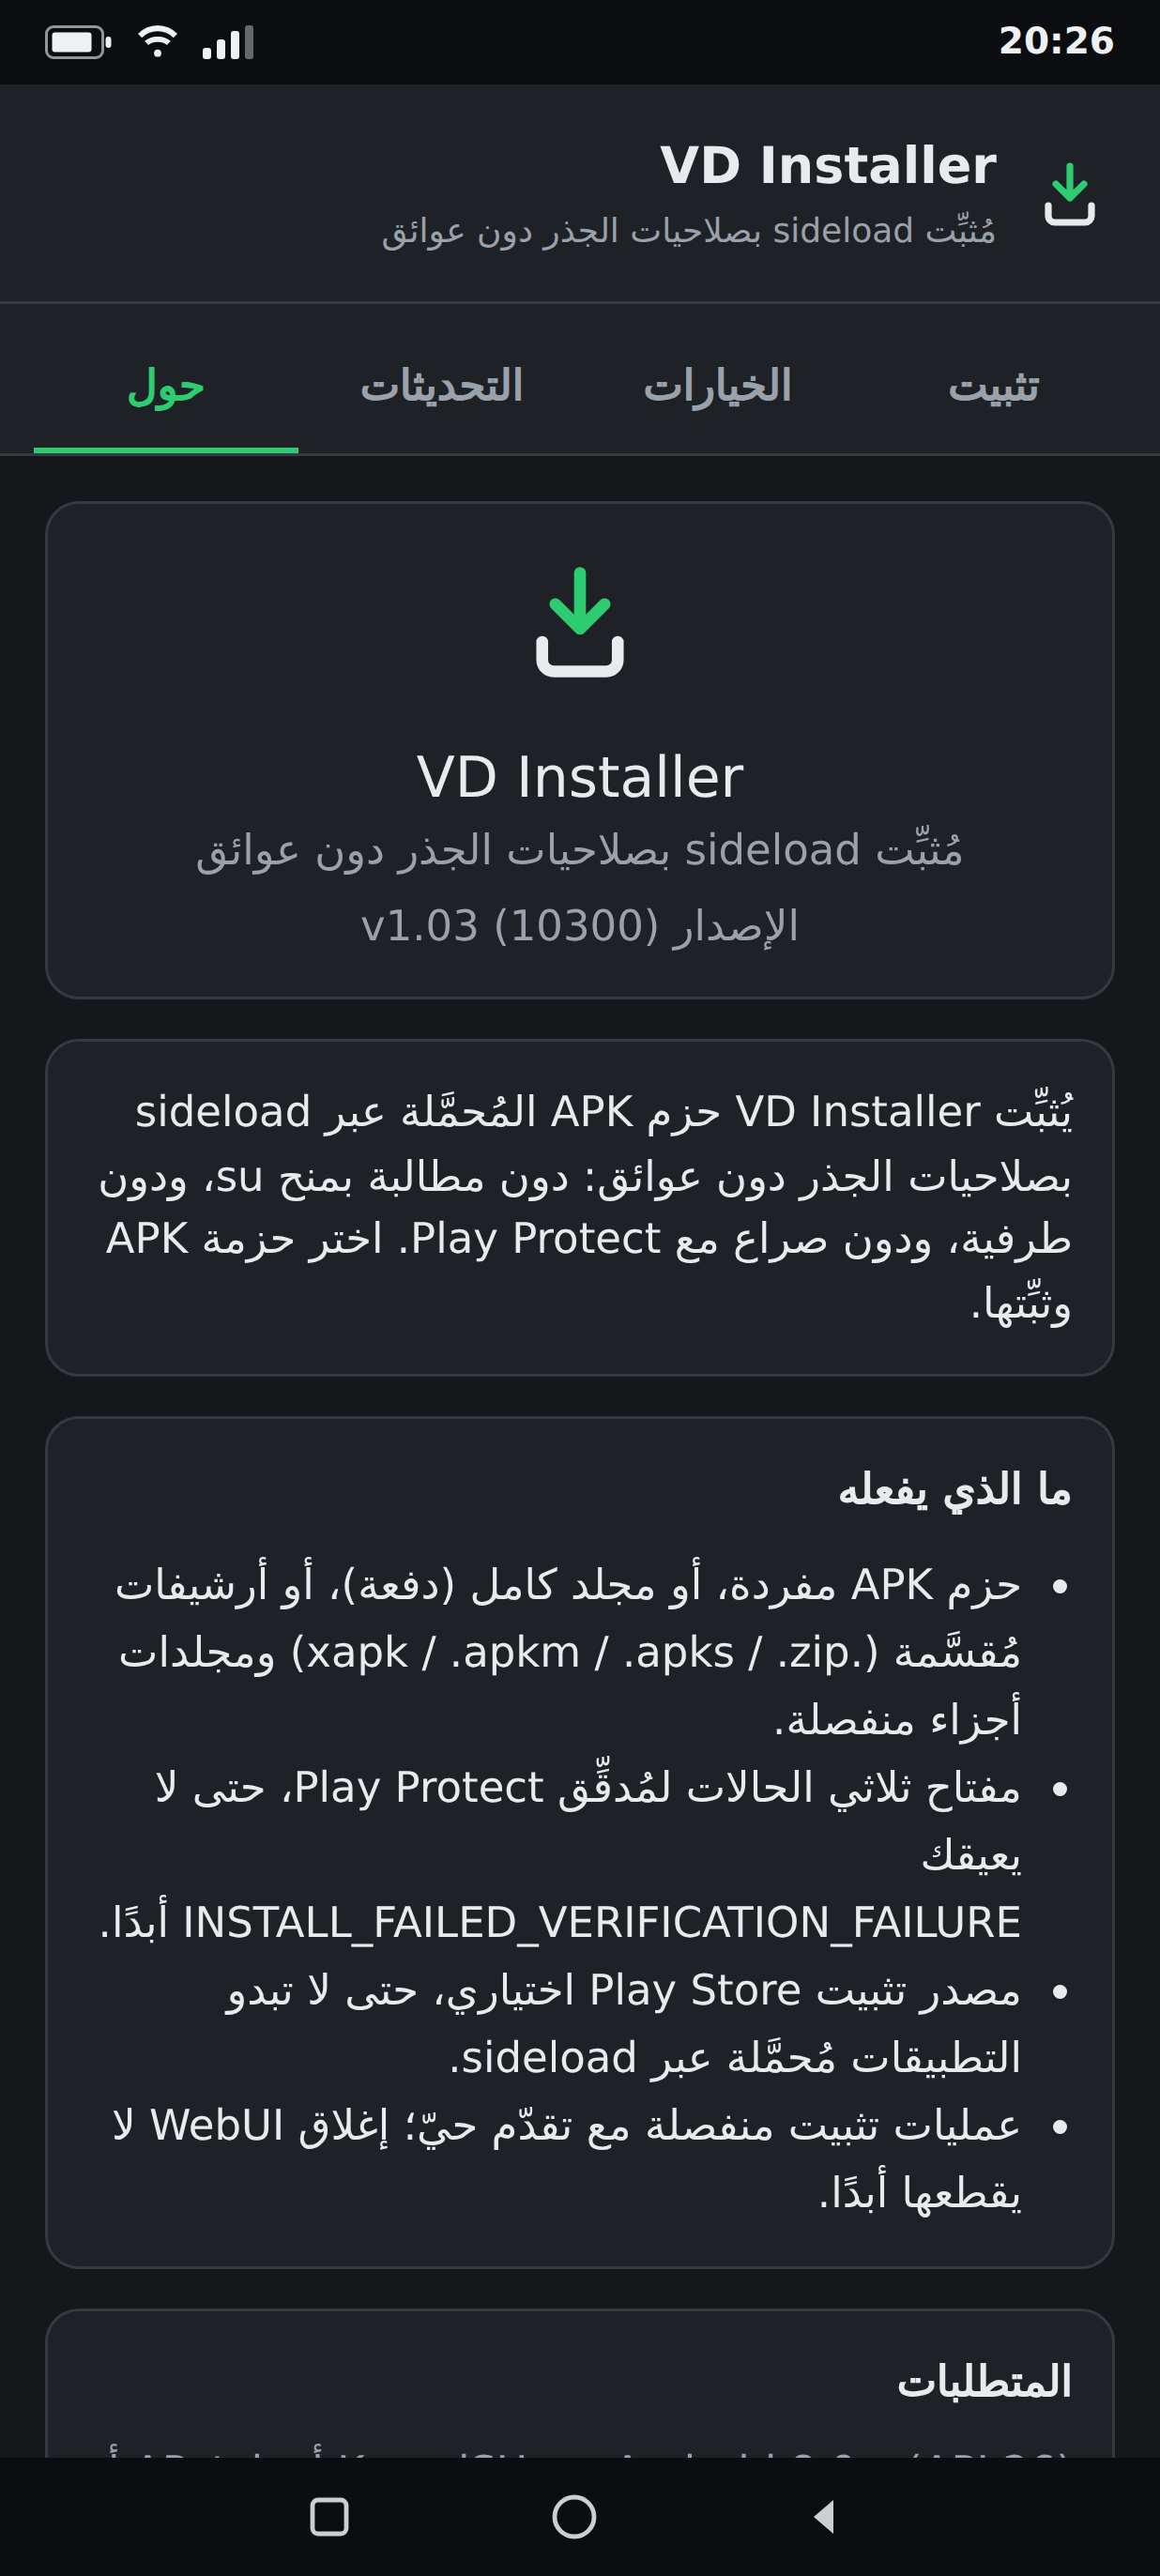 20:26
VD Installer
مُثبِّت sideload بصلاحيات الجذر دون عوائق
تثبيت
الخيارات
التحديثات
حول
VD Installer
مُثبِّت sideload بصلاحيات الجذر دون عوائق
الإصدار v1.03 (10300)
يُثبِّت VD Installer حزم APK المُحمَّلة عبر sideload
بصلاحيات الجذر دون عوائق: دون مطالبة بمنح su، ودون
طرفية، ودون صراع مع Play Protect. اختر حزمة APK
وثبِّتها.
ما الذي يفعله
• حزم APK مفردة، أو مجلد كامل (دفعة)، أو أرشيفات
مُقسَّمة (.xapk / .apkm / .apks / .zip) ومجلدات
أجزاء منفصلة.
• مفتاح ثلاثي الحالات لمُدقِّق Play Protect، حتى لا
يعيقك
INSTALL_FAILED_VERIFICATION_FAILURE أبدًا.
• مصدر تثبيت Play Store اختياري، حتى لا تبدو
التطبيقات مُحمَّلة عبر sideload.
• عمليات تثبيت منفصلة مع تقدّم حيّ؛ إغلاق WebUI لا
يقطعها أبدًا.
المتطلبات